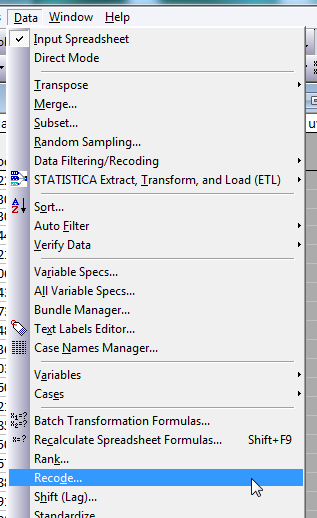 Data Window Help
Input Spreadsheet
Direct Mode
Transpose
Merge...
Subset...
Random Sampling...
Data Filtering/Recoding
STATISTICA Extract, Transform, and Load (ETL)
Sort...
Auto Filter
Verify Data
Variable Specs...
All Variable Specs...
Bundle Manager...
Text Labels Editor...
Case Names Manager...
Variables
Cases
Batch Transformation Formulas...
Recalculate Spreadsheet Formulas... Shift+F9
Rank...
Recode...
Shift (Lag)...
Standardize